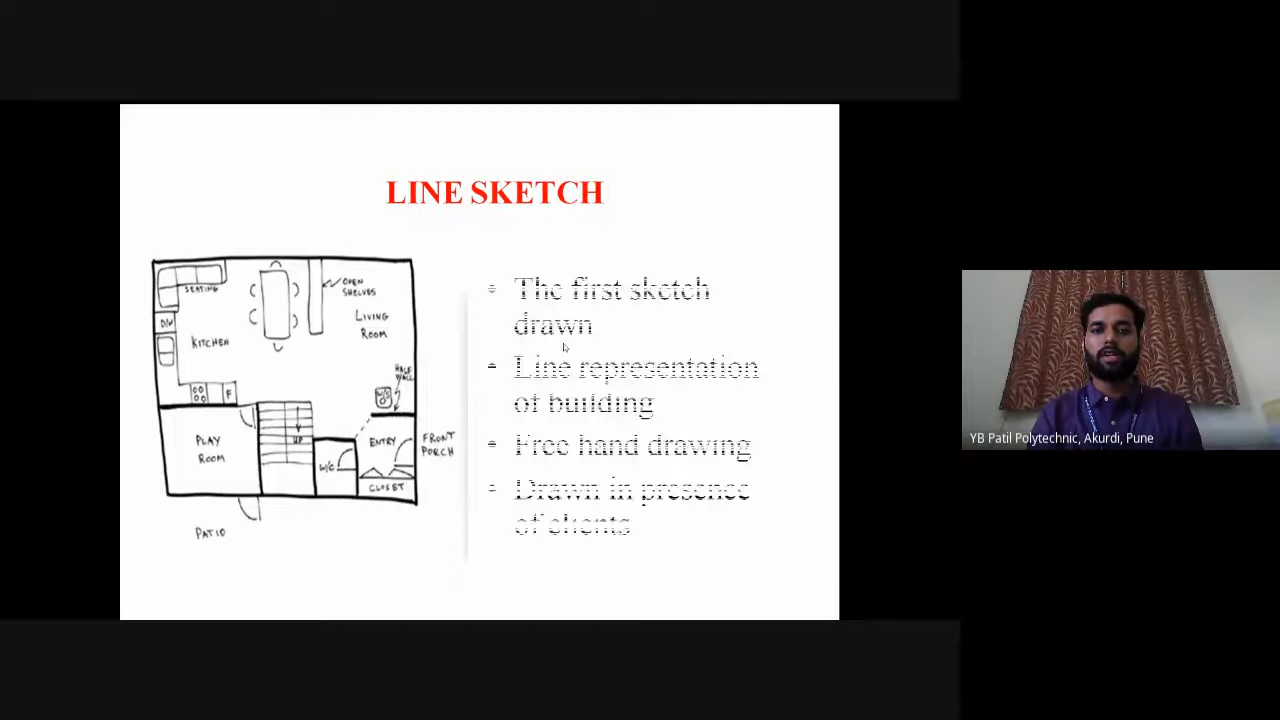 LINE SKETCH
SEATING
OPEN
SHELVES
D/W
LIVING
ROOM
KITCHEN
HALF
WALL
F
UP
PLAY
ROOM
ENTRY
FRONT
PORCH
W/C
CLOSET
PATIO
The first sketch
drawn
Line representation
of building
Free hand drawing
Drawn in presence
of clients
YB Patil Polytechnic, Akurdi, Pune